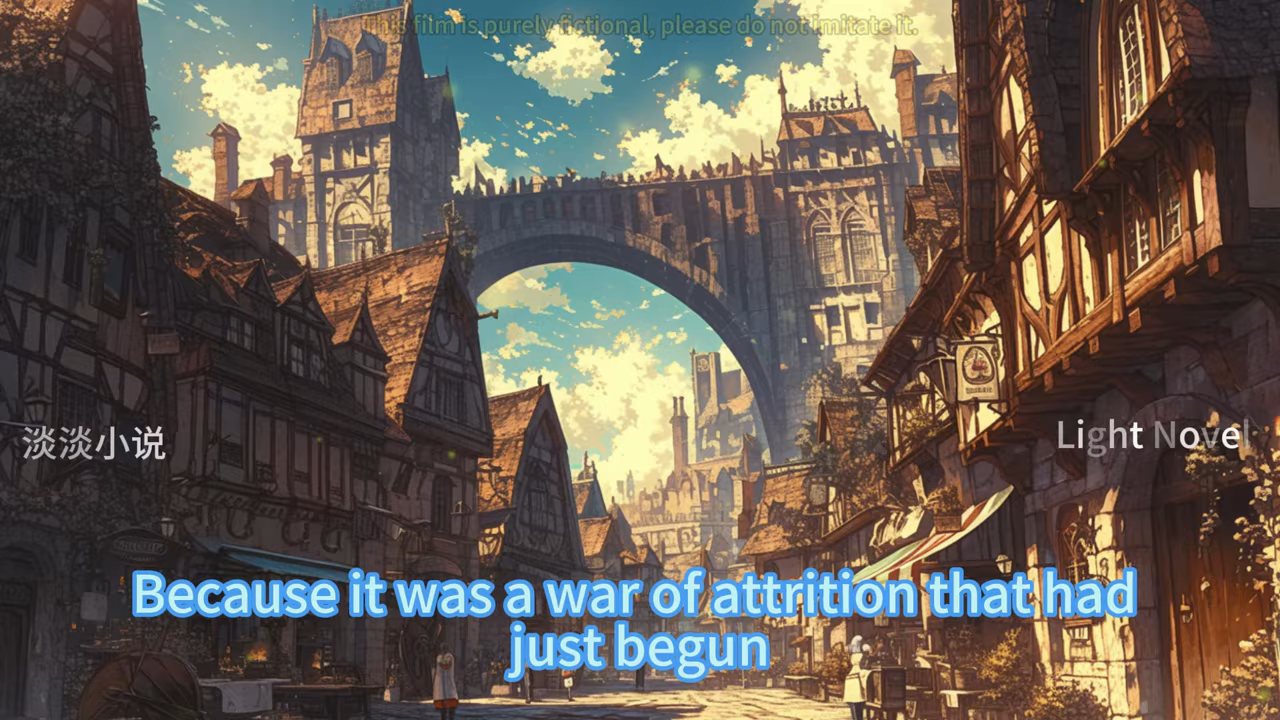 This film is purely fictional, please do not imitate it.
淡淡小说
Light Novel
Because it was a war of attrition that had
just begun